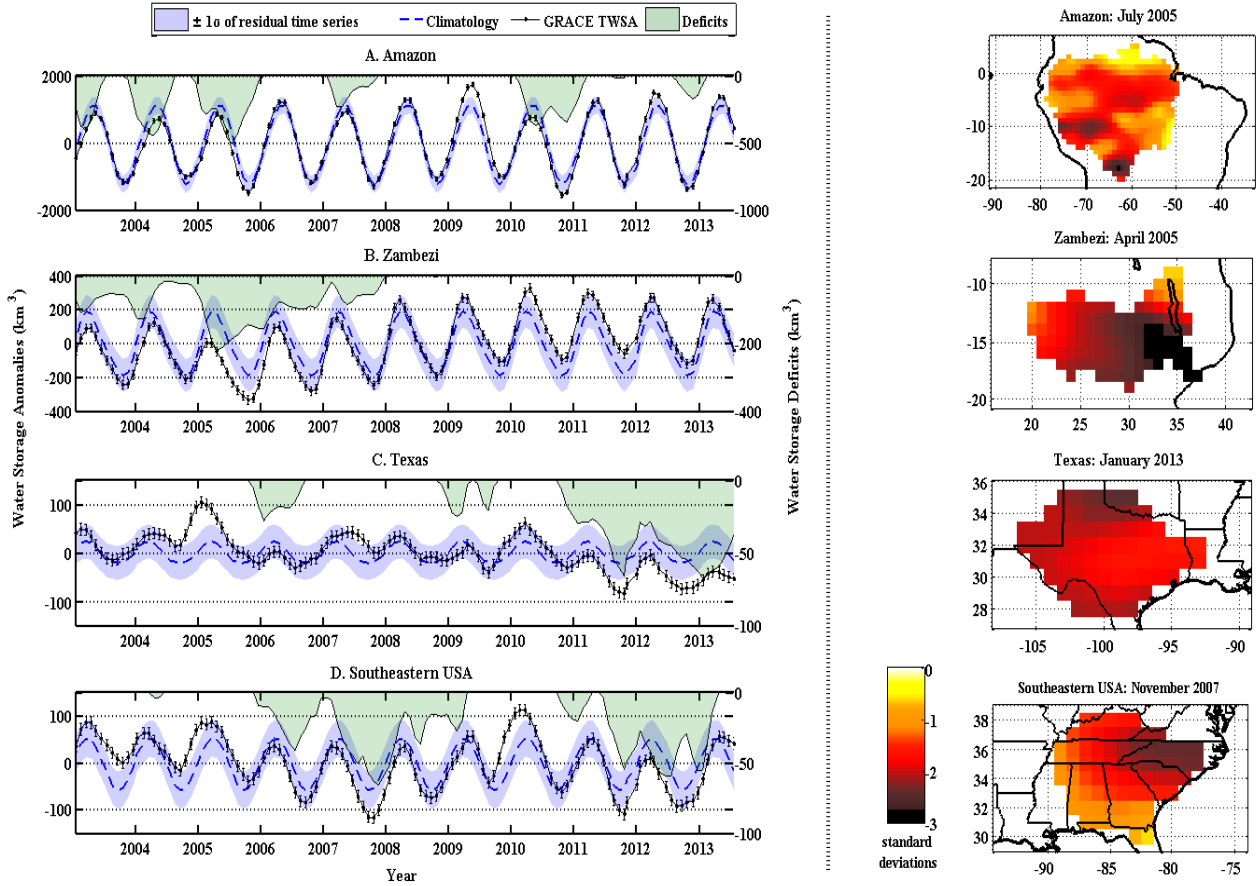 ± 1σ of residual time series Climatology GRACE TWSA Deficits
A. Amazon
2000
0
-2000
0
-500
-1000
2004 2005 2006 2007 2008 2009 2010 2011 2012 2013
B. Zambezi
400
200
0
-200
-400
0
-100
-200
-300
-400
2004 2005 2006 2007 2008 2009 2010 2011 2012 2013
C. Texas
100
0
-100
0
-50
-100
2004 2005 2006 2007 2008 2009 2010 2011 2012 2013
D. Southeastern USA
100
0
-100
0
-50
-100
2004 2005 2006 2007 2008 2009 2010 2011 2012 2013
Year
Water Storage Anomalies (km³)
Water Storage Deficits (km³)
Amazon: July 2005
0
-10
-20
-90 -80 -70 -60 -50 -40
Zambezi: April 2005
-10
-15
-20
20 25 30 35 40
Texas: January 2013
36
34
32
30
28
-105 -100 -95 -90
Southeastern USA: November 2007
38
36
34
32
30
-90 -85 -80 -75
0
-1
-2
-3
standard
deviations